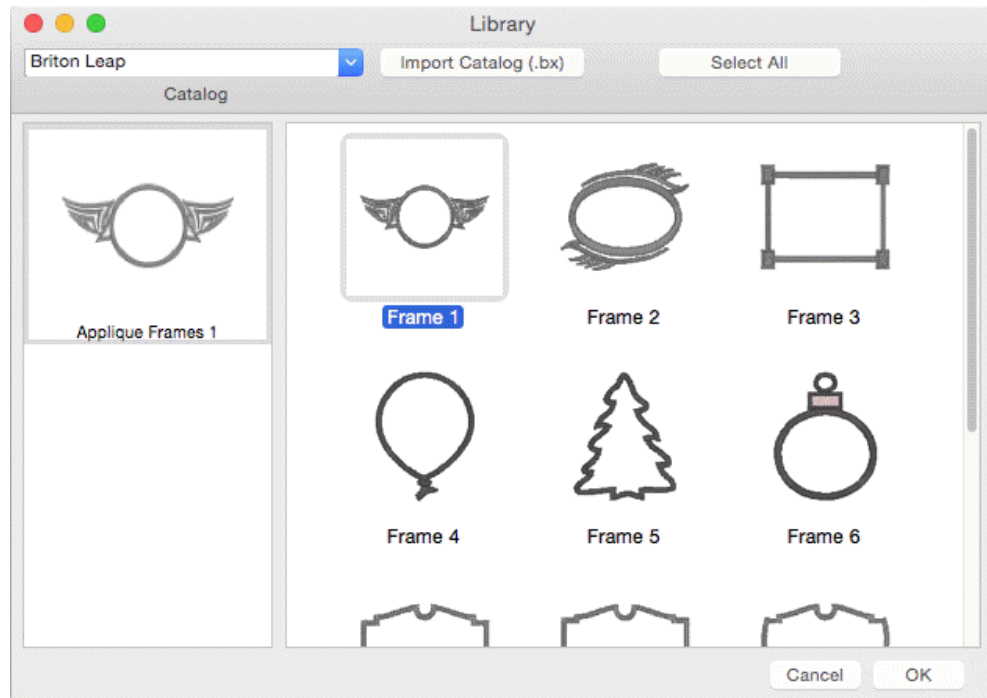 Library
Briton Leap
Import Catalog (.bx)
Select All
Catalog
Applique Frames 1
Frame 1
Frame 2
Frame 3
Frame 4
Frame 5
Frame 6
Cancel
OK